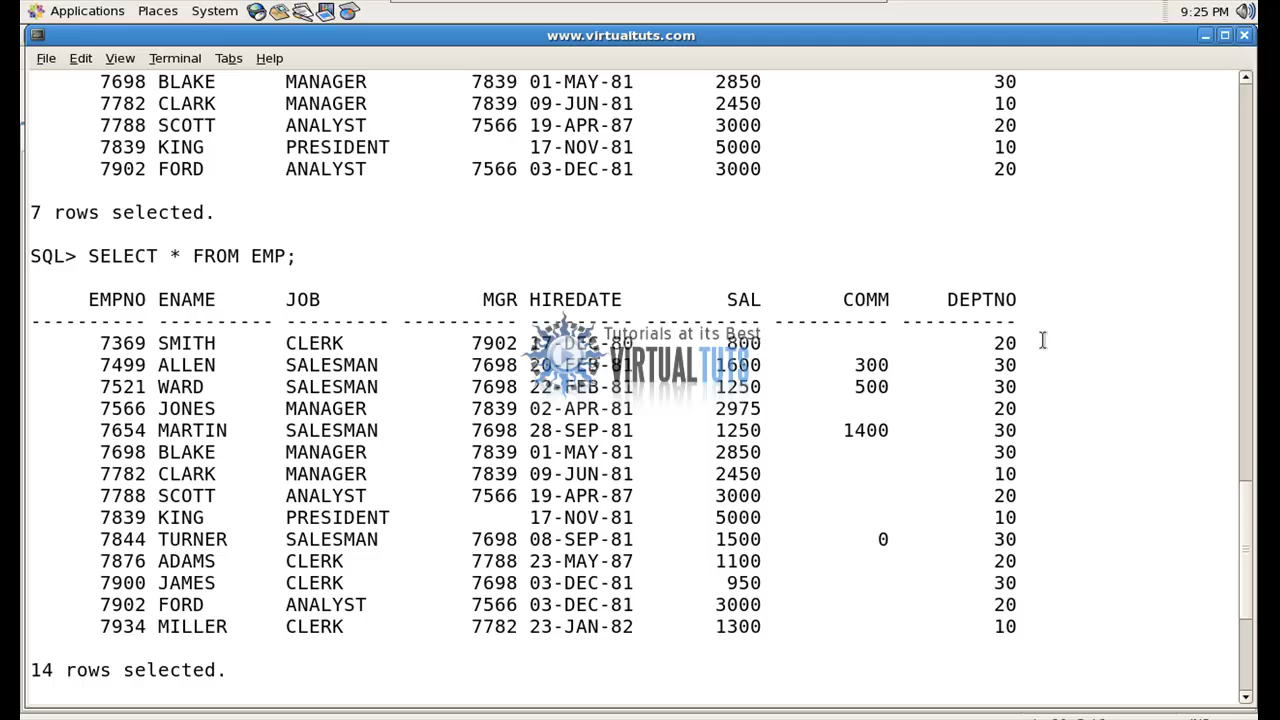 Applications Places System 9:25 PM
www.virtualtuts.com
File Edit View Terminal Tabs Help
7698 BLAKE MANAGER 7839 01-MAY-81 2850 30
7782 CLARK MANAGER 7839 09-JUN-81 2450 10
7788 SCOTT ANALYST 7566 19-APR-87 3000 20
7839 KING PRESIDENT 17-NOV-81 5000 10
7902 FORD ANALYST 7566 03-DEC-81 3000 20
7 rows selected.
SQL> SELECT * FROM EMP;
EMPNO ENAME JOB MGR HIREDATE SAL COMM DEPTNO
---------- ---------- --------- ---------- --------- ---------- ---------- ----------
Tutorials at its Best
VIRTUAL TUTS
7369 SMITH CLERK 7902 17-DEC-80 800 20
7499 ALLEN SALESMAN 7698 20-FEB-81 1600 300 30
7521 WARD SALESMAN 7698 22-FEB-81 1250 500 30
7566 JONES MANAGER 7839 02-APR-81 2975 20
7654 MARTIN SALESMAN 7698 28-SEP-81 1250 1400 30
7698 BLAKE MANAGER 7839 01-MAY-81 2850 30
7782 CLARK MANAGER 7839 09-JUN-81 2450 10
7788 SCOTT ANALYST 7566 19-APR-87 3000 20
7839 KING PRESIDENT 17-NOV-81 5000 10
7844 TURNER SALESMAN 7698 08-SEP-81 1500 0 30
7876 ADAMS CLERK 7788 23-MAY-87 1100 20
7900 JAMES CLERK 7698 03-DEC-81 950 30
7902 FORD ANALYST 7566 03-DEC-81 3000 20
7934 MILLER CLERK 7782 23-JAN-82 1300 10
14 rows selected.